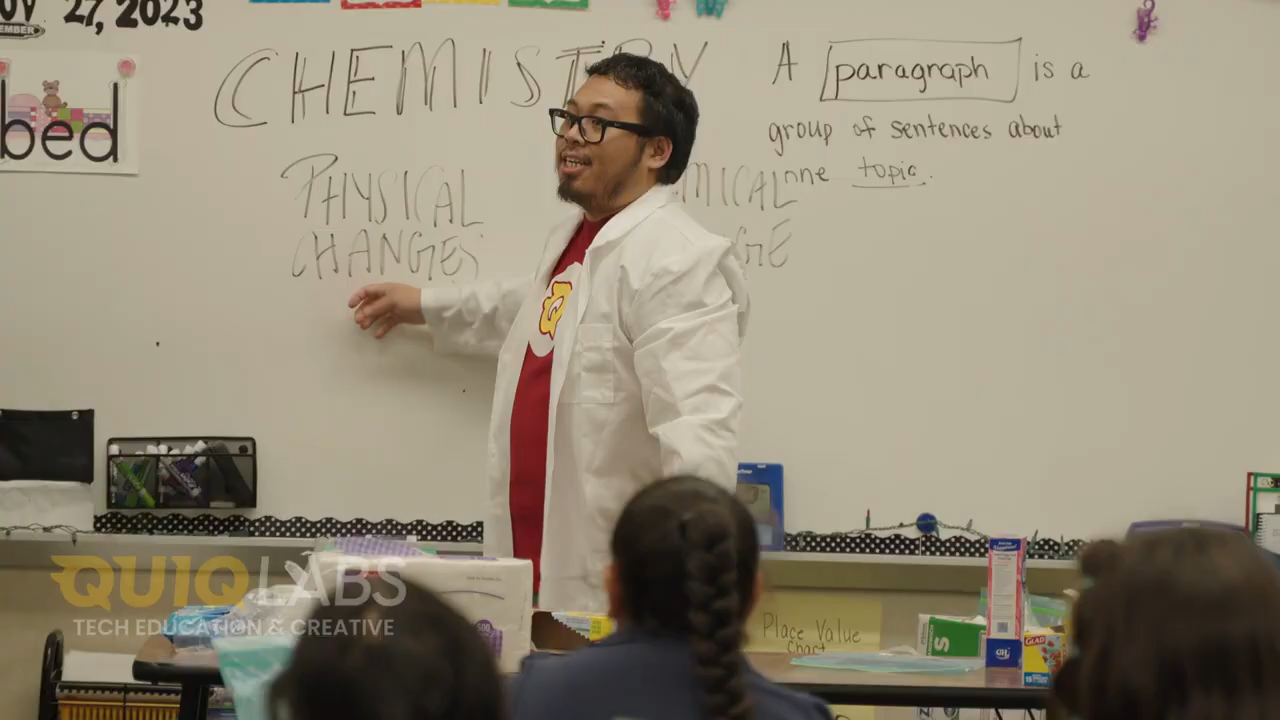 27, 2023
bed
CHEMISTRY
PHYSICAL
CHANGES
A paragraph is a
group of sentences about
topic.
QUIQLABS
TECH EDUCATION & CREATIVE
Place Value
Chart
GLAD